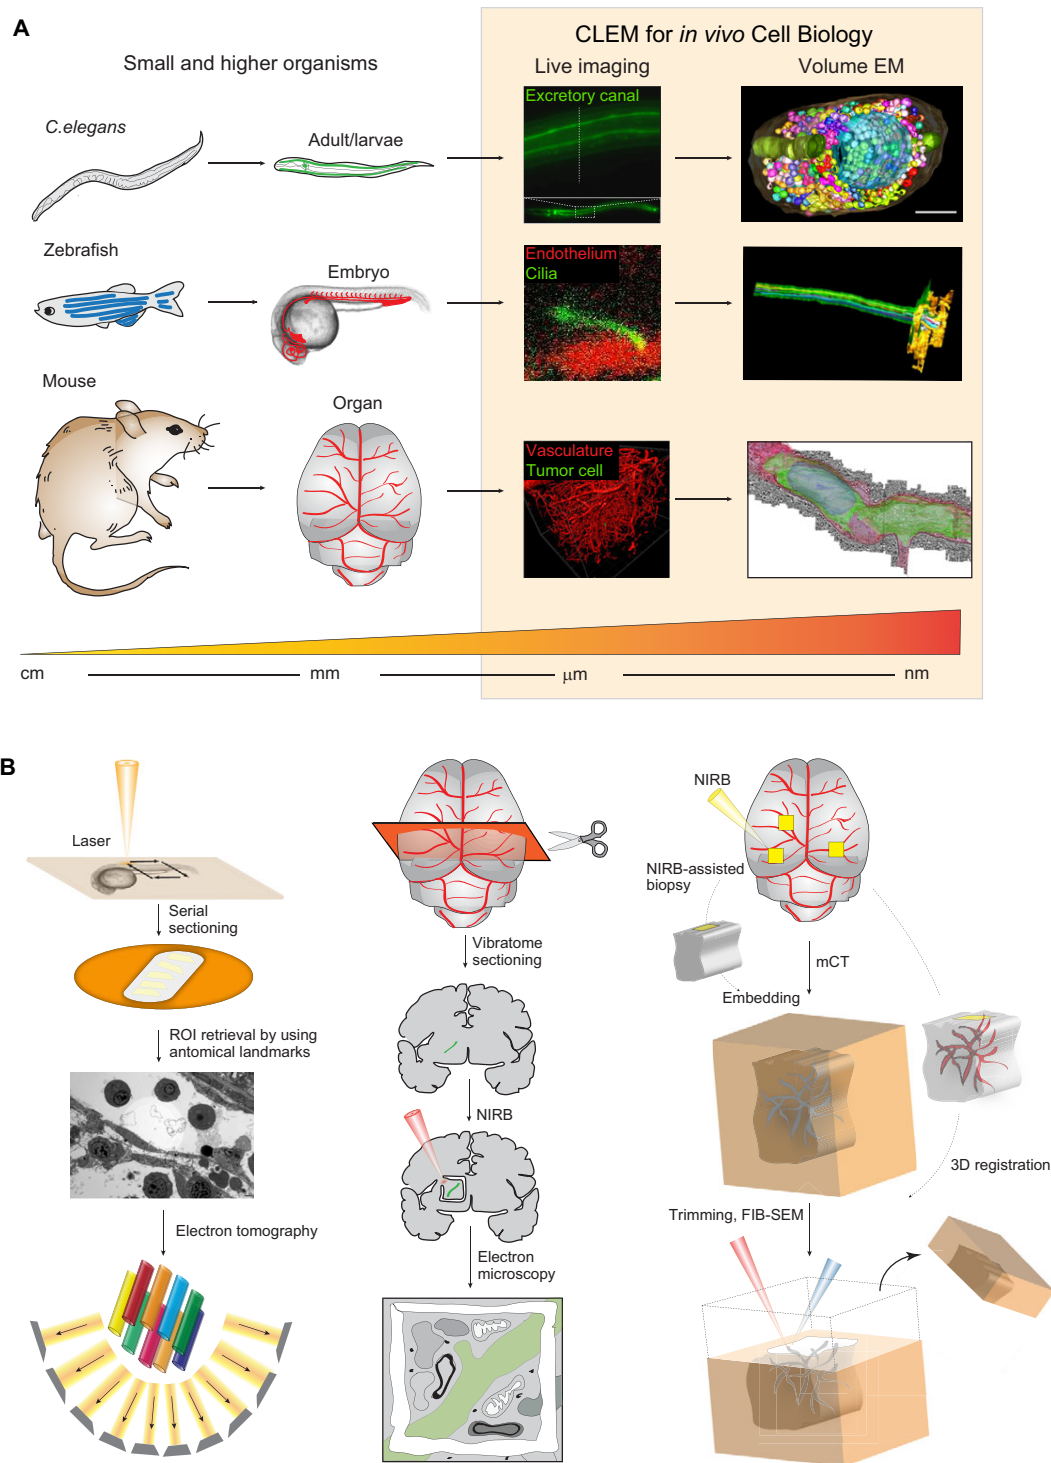 A
CLEM for in vivo Cell Biology
Small and higher organisms
Live imaging
Volume EM
C.elegans
Adult/larvae
Excretory canal
Zebrafish
Embryo
Endothelium
Cilia
Mouse
Organ
Vasculature
Tumor cell
cm
mm
µm
nm
B
Laser
Serial
sectioning
ROI retrieval by using
antomical landmarks
Electron tomography
Vibratome
sectioning
NIRB
Electron
microscopy
NIRB
NIRB-assisted
biopsy
mCT
Embedding
3D registration
Trimming, FIB-SEM